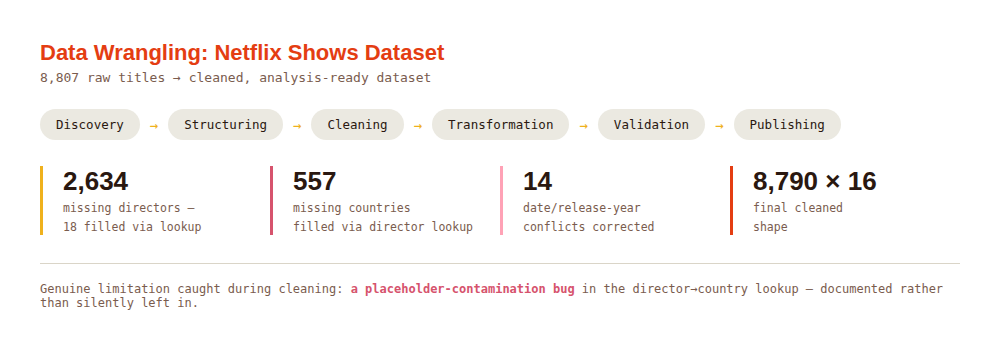 Data Wrangling: Netflix Shows Dataset
8,807 raw titles → cleaned, analysis-ready dataset
Discovery → Structuring → Cleaning → Transformation → Validation → Publishing
2,634
missing directors —
18 filled via lookup
557
missing countries
filled via director lookup
14
date/release-year
conflicts corrected
8,790 × 16
final cleaned
shape
Genuine limitation caught during cleaning: a placeholder-contamination bug in the director→country lookup — documented rather
than silently left in.